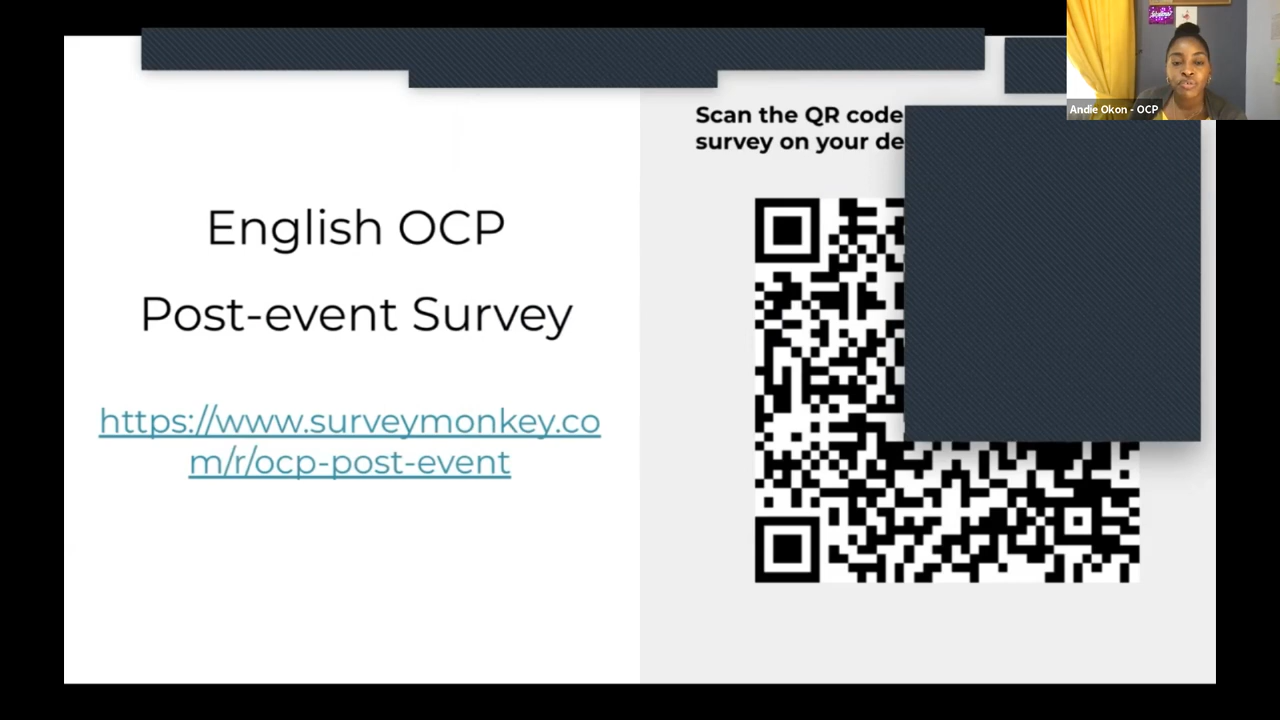 English OCP
Post-event Survey
https://www.surveymonkey.co
m/r/ocp-post-event
Scan the QR code
survey on your
Andie Okon - OCP